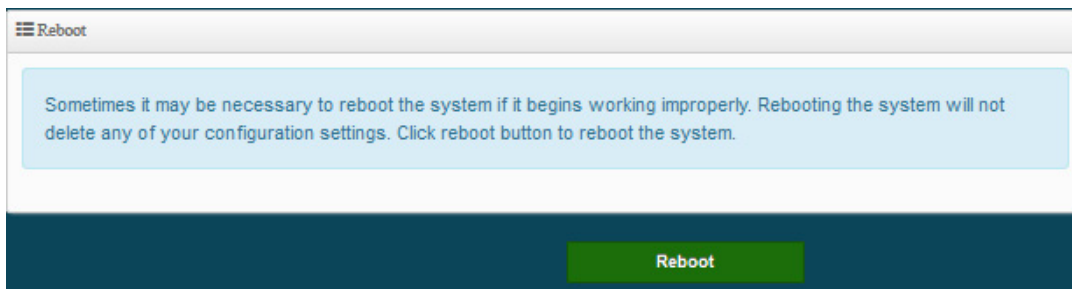 Reboot
Sometimes it may be necessary to reboot the system if it begins working improperly. Rebooting the system will not
delete any of your configuration settings. Click reboot button to reboot the system.
Reboot